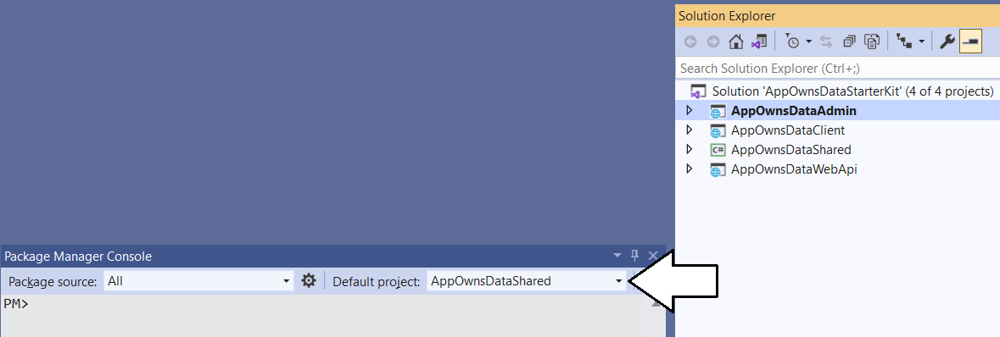 Solution Explorer
Search Solution Explorer (Ctrl+;)
Solution 'AppOwnsDataStarterKit' (4 of 4 projects)
AppOwnsDataAdmin
AppOwnsDataClient
C# AppOwnsDataShared
AppOwnsDataWebApi
Package Manager Console
Package source: All Default project: AppOwnsDataShared
PM>